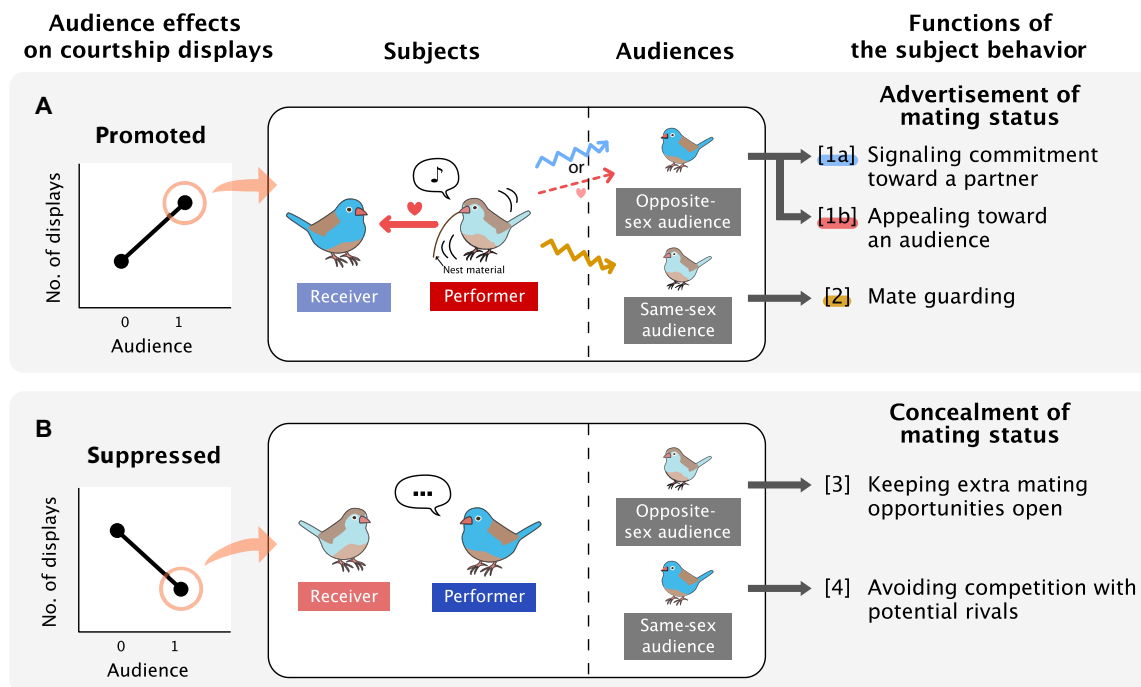 Audience effects
on courtship displays
Subjects
Audiences
Functions of
the subject behavior
A
Promoted
No. of displays
0 1
Audience
♪
Nest material
Receiver
Performer
or
Opposite-
sex audience
Same-sex
audience
Advertisement of
mating status
[1a] Signaling commitment
toward a partner
[1b] Appealing toward
an audience
[2] Mate guarding
B
Suppressed
No. of displays
0 1
Audience
...
Receiver
Performer
Opposite-
sex audience
Same-sex
audience
Concealment of
mating status
[3] Keeping extra mating
opportunities open
[4] Avoiding competition with
potential rivals